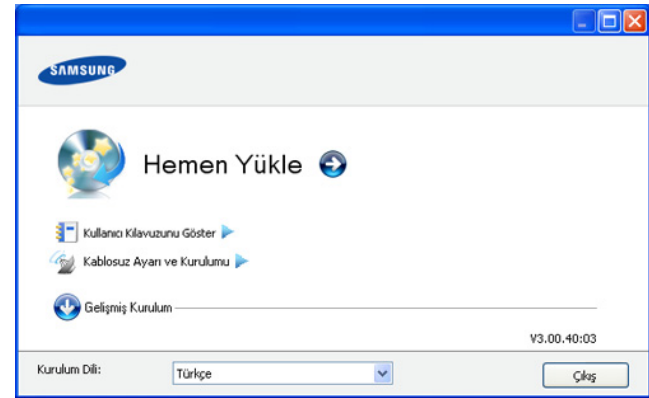 SAMSUNG
Hemen Yükle
Kullanıcı Kılavuzunu Göster
Kablosuz Ayarı ve Kurulumu
Gelişmiş Kurulum
V3.00.40:03
Kurulum Dili:
Türkçe
Çıkış